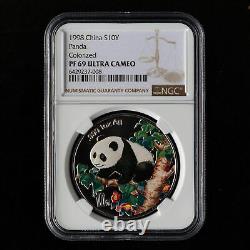 1998 China S10Y
Panda
Colorized
PF 69 ULTRA CAMEO
6429237-008
NUMISMATIC GUARANTY COMPANY
NGC